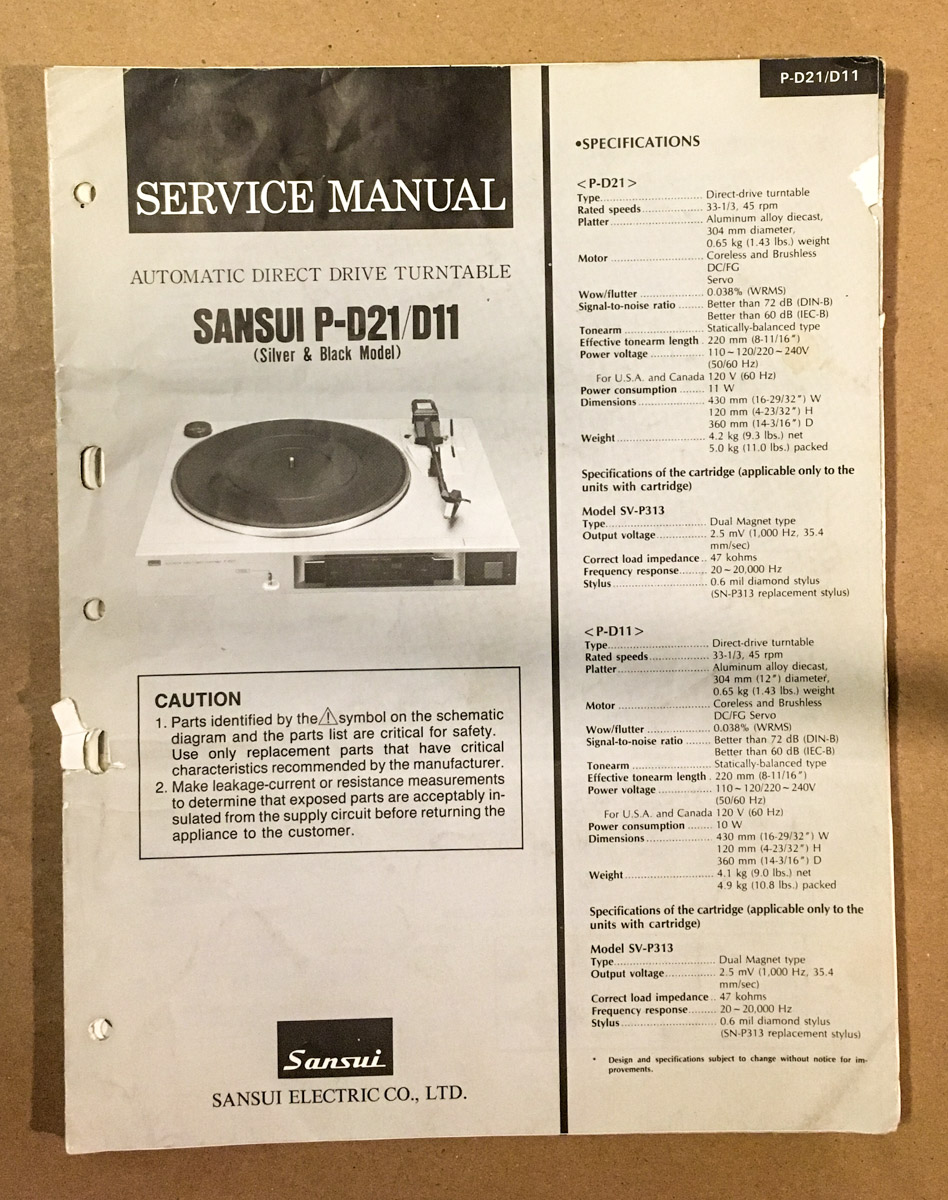 SERVICE MANUAL
AUTOMATIC DIRECT DRIVE TURNTABLE
SANSUI P-D21/D11
(Silver & Black Model)
CAUTION
1. Parts identified by the ⚠ symbol on the schematic
diagram and the parts list are critical for safety.
Use only replacement parts that have critical
characteristics recommended by the manufacturer.
2. Make leakage-current or resistance measurements
to determine that exposed parts are acceptably in-
sulated from the supply circuit before returning the
appliance to the customer.
Sansui
SANSUI ELECTRIC CO., LTD.
P-D21/D11
•SPECIFICATIONS
<P-D21>
Type.......................... Direct-drive turntable
Rated speeds............... 33-1/3, 45 rpm
Platter ........................ Aluminum alloy diecast,
304 mm diameter,
0.65 kg (1.43 lbs.) weight
Motor ........................ Coreless and Brushless
DC/FG
Servo
Wow/flutter ................ 0.038% (WRMS)
Signal-to-noise ratio ....... Better than 72 dB (DIN-B)
Better than 60 dB (IEC-B)
Tonearm .................... Statically-balanced type
Effective tonearm length . 220 mm (8-11/16")
Power voltage .............. 110~120/220~240V
(50/60 Hz)
For U.S.A. and Canada 120 V (60 Hz)
Power consumption ........ 11 W
Dimensions ................. 430 mm (16-29/32") W
120 mm (4-23/32") H
360 mm (14-3/16") D
Weight ....................... 4.2 kg (9.3 lbs.) net
5.0 kg (11.0 lbs.) packed
Specifications of the cartridge (applicable only to the
units with cartridge)
Model SV-P313
Type.......................... Dual Magnet type
Output voltage.............. 2.5 mV (1,000 Hz, 35.4
mm/sec)
Correct load impedance.. 47 kohms
Frequency response........ 20~20,000 Hz
Stylus......................... 0.6 mil diamond stylus
(SN-P313 replacement stylus)
<P-D11>
Type.......................... Direct-drive turntable
Rated speeds............... 33-1/3, 45 rpm
Platter ........................ Aluminum alloy diecast,
304 mm (12") diameter,
0.65 kg (1.43 lbs.) weight
Motor ........................ Coreless and Brushless
DC/FG Servo
Wow/flutter ................ 0.038% (WRMS)
Signal-to-noise ratio ....... Better than 72 dB (DIN-B)
Better than 60 dB (IEC-B)
Tonearm .................... Statically-balanced type
Effective tonearm length . 220 mm (8-11/16")
Power voltage .............. 110~120/220~240V
(50/60 Hz)
For U.S.A. and Canada 120 V (60 Hz)
Power consumption ........ 10 W
Dimensions ................. 430 mm (16-29/32") W
120 mm (4-23/32") H
360 mm (14-3/16") D
Weight ....................... 4.1 kg (9.0 lbs.) net
4.9 kg (10.8 lbs.) packed
Specifications of the cartridge (applicable only to the
units with cartridge)
Model SV-P313
Type.......................... Dual Magnet type
Output voltage.............. 2.5 mV (1,000 Hz, 35.4
mm/sec)
Correct load impedance.. 47 kohms
Frequency response........ 20~20,000 Hz
Stylus......................... 0.6 mil diamond stylus
(SN-P313 replacement stylus)
* Design and specifications subject to change without notice for im-
provements.